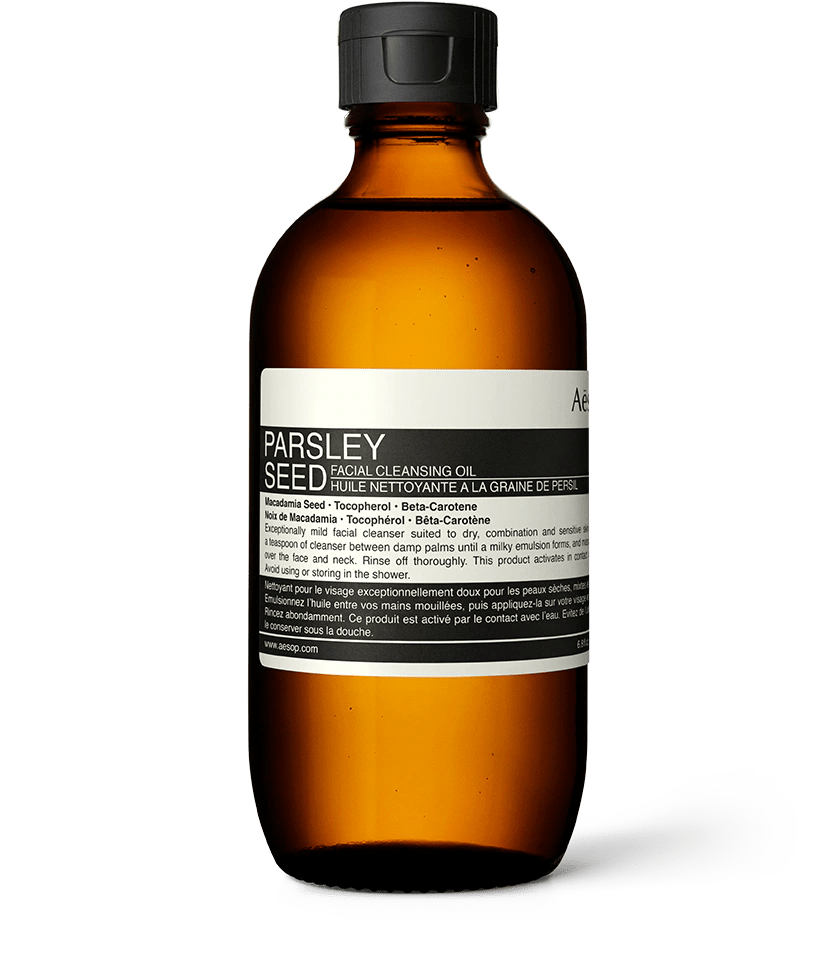 Aēs
PARSLEY
SEED FACIAL CLEANSING OIL
HUILE NETTOYANTE A LA GRAINE DE PERSIL
Macadamia Seed · Tocopherol · Beta-Carotene
Noix de Macadamia · Tocophérol · Bêta-Carotène
Exceptionally mild facial cleanser suited to dry, combination and sensitive
a teaspoon of cleanser between damp palms until a milky emulsion forms, and
over the face and neck. Rinse off thoroughly. This product activates in contact
Avoid using or storing in the shower.
Nettoyant pour le visage exceptionnellement doux pour les peaux sèches, mixtes
Emulsionnez l'huile entre vos mains mouillées, puis appliquez-la sur votre visage
Rincez abondamment. Ce produit est activé par le contact avec l'eau. Evitez de
le conserver sous la douche.
www.aesop.com